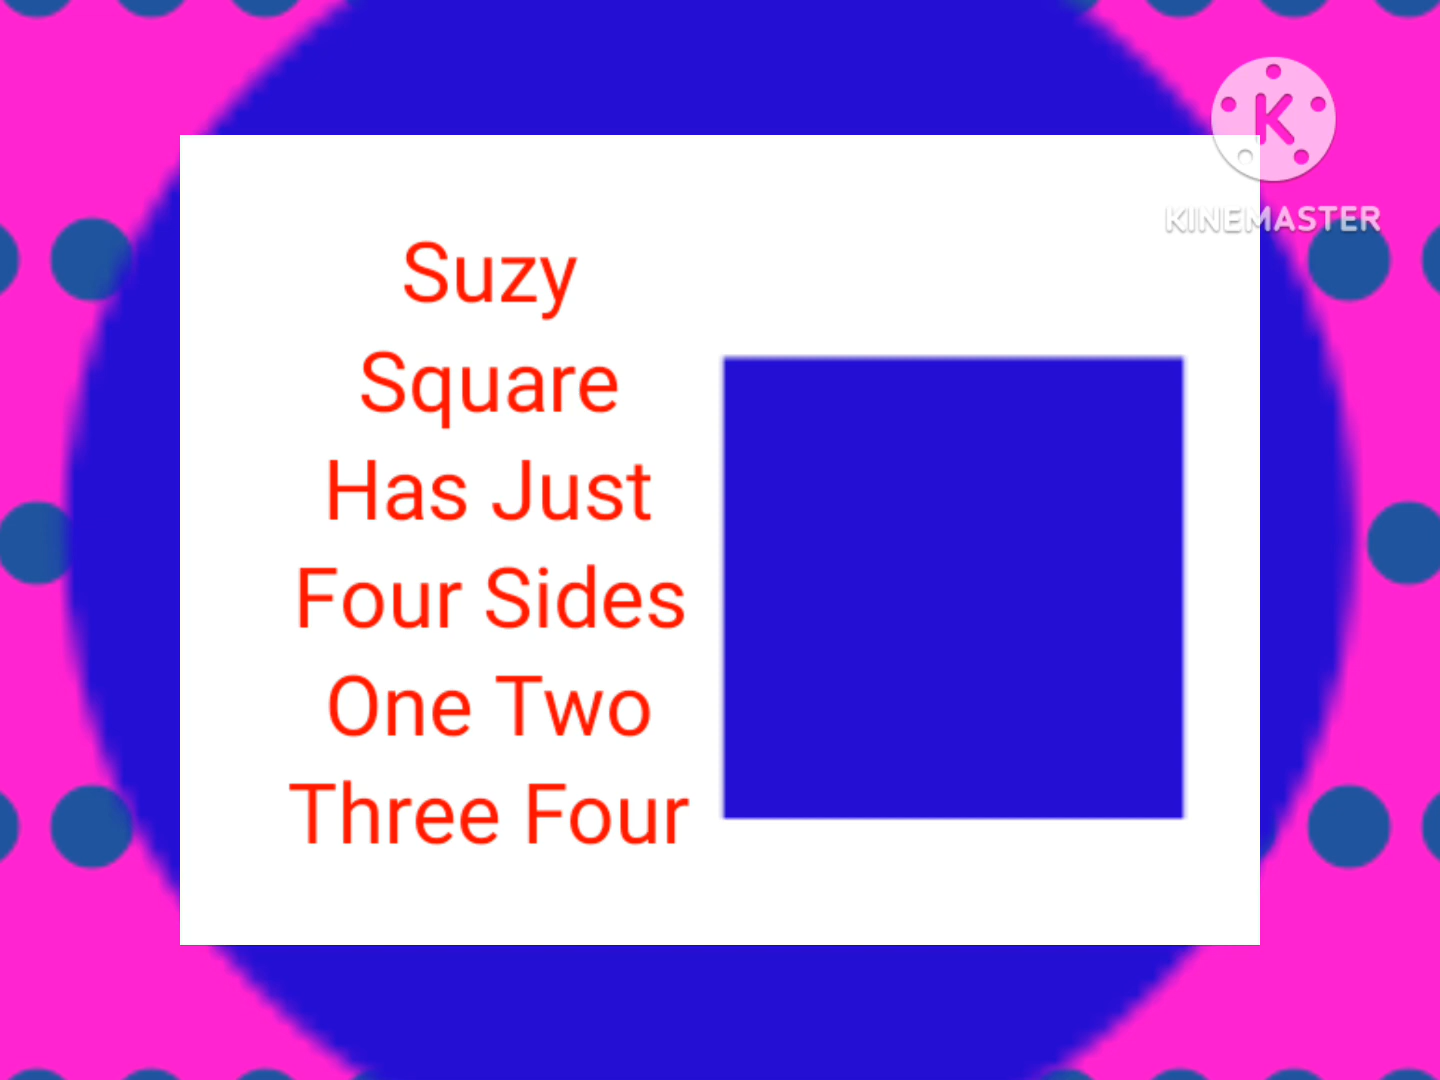 Suzy
Square
Has Just
Four Sides
One Two
Three Four
K
KINEMASTER